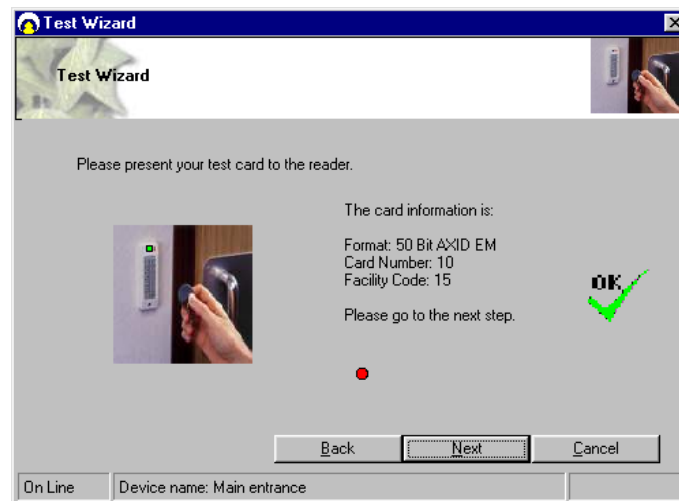 Test Wizard
Test Wizard
Please present your test card to the reader.
The card information is:
Format: 50 Bit AXID EM
Card Number: 10
Facility Code: 15
OK
Please go to the next step.
Back
Next
Cancel
On Line
Device name: Main entrance